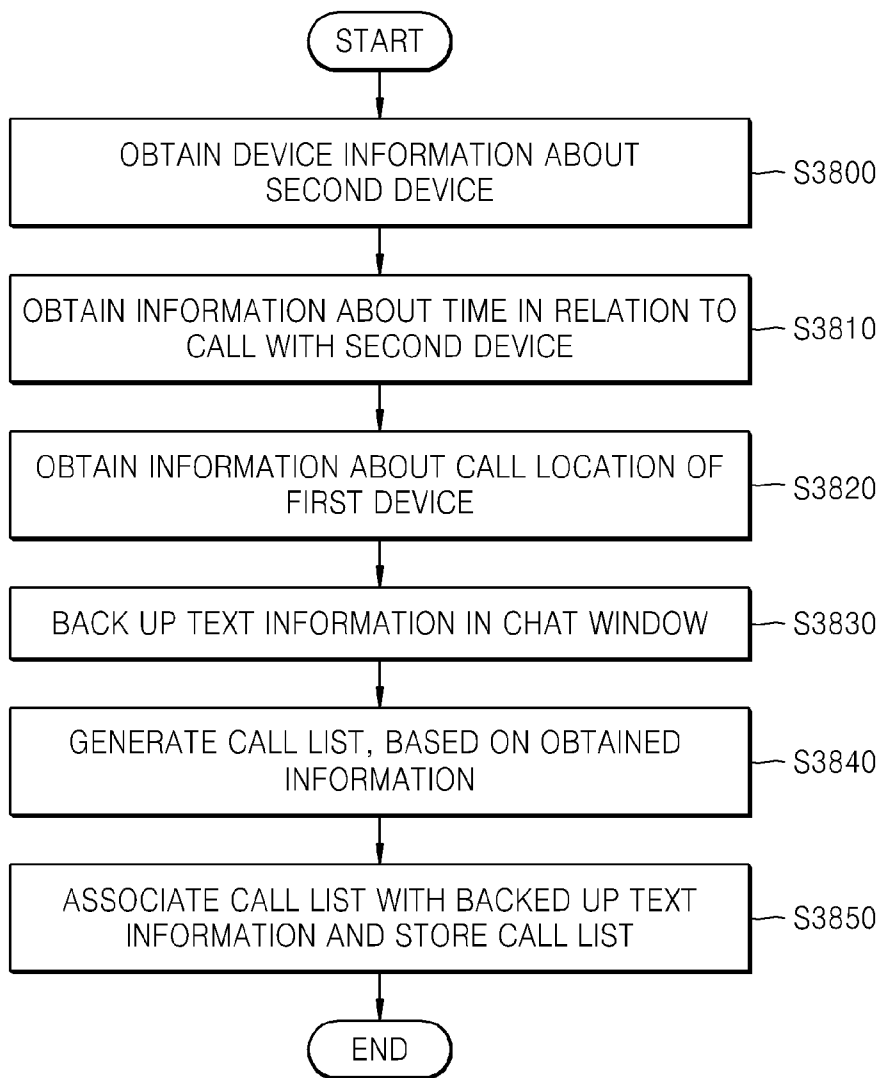 START
OBTAIN DEVICE INFORMATION ABOUT
SECOND DEVICE
S3800
OBTAIN INFORMATION ABOUT TIME IN RELATION TO
CALL WITH SECOND DEVICE
S3810
OBTAIN INFORMATION ABOUT CALL LOCATION OF
FIRST DEVICE
S3820
BACK UP TEXT INFORMATION IN CHAT WINDOW
S3830
GENERATE CALL LIST, BASED ON OBTAINED
INFORMATION
S3840
ASSOCIATE CALL LIST WITH BACKED UP TEXT
INFORMATION AND STORE CALL LIST
S3850
END